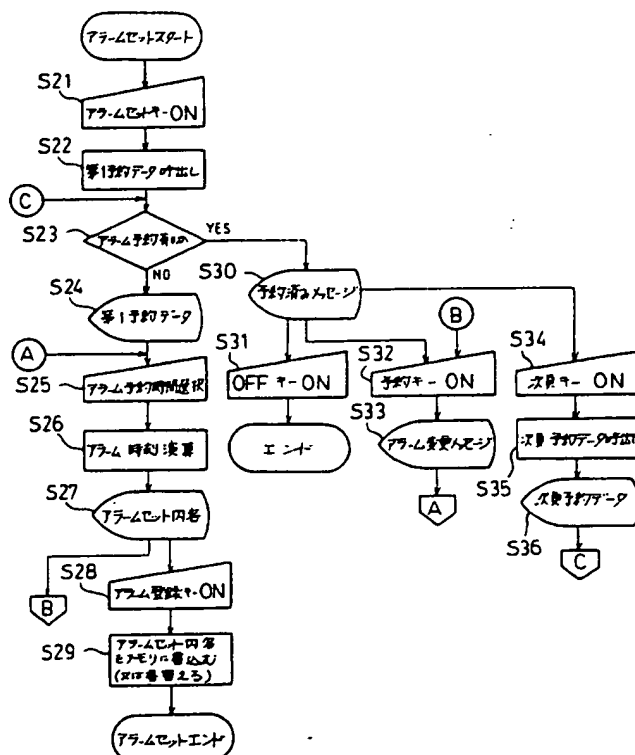 アラームセットスタート
S21
アラームセットキーON
S22
第1予約データ呼出し
C
S23
アラーム予約有りか
YES
NO
S24
第1予約データ
A
S25
アラーム予約時間選択
S26
アラーム時刻演算
S27
アラームセット内容
B
S28
アラーム登録キーON
S29
アラームセット内容
をメモリに書込む
(又は書替える)
アラームセットエンド
S30
予約済みメッセージ
S31
OFFキーON
エンド
B
S32
予約キーON
S33
アラーム変更メッセージ
A
S34
次頁キーON
S35
次頁予約データ呼出し
S36
次頁予約データ
C